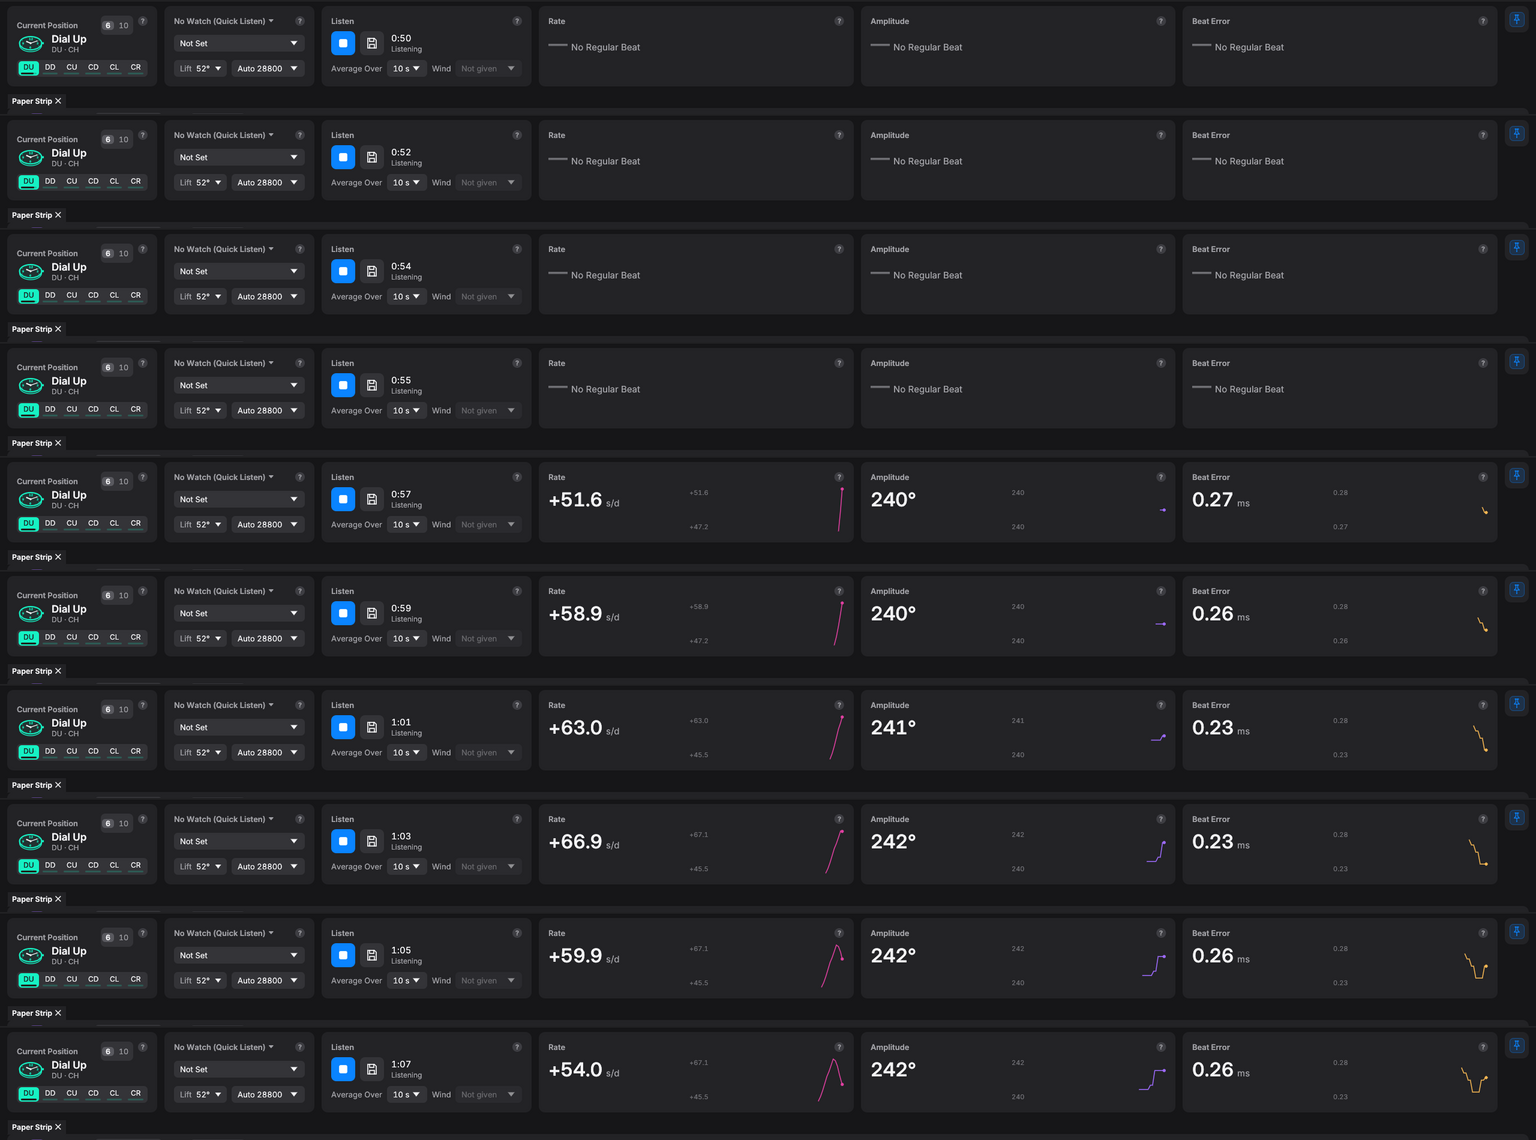 Current Position 6 10 ? No Watch (Quick Listen) ? Listen ? Rate ? Amplitude ? Beat Error ?
Dial Up Not Set 0:50 No Regular Beat No Regular Beat No Regular Beat
DU · CH Listening
DU DD CU CD CL CR Lift 52° Auto 28800 Average Over 10 s Wind Not given
Paper Strip ×
Current Position 6 10 ? No Watch (Quick Listen) ? Listen ? Rate ? Amplitude ? Beat Error ?
Dial Up Not Set 0:52 No Regular Beat No Regular Beat No Regular Beat
DU · CH Listening
DU DD CU CD CL CR Lift 52° Auto 28800 Average Over 10 s Wind Not given
Paper Strip ×
Current Position 6 10 ? No Watch (Quick Listen) ? Listen ? Rate ? Amplitude ? Beat Error ?
Dial Up Not Set 0:54 No Regular Beat No Regular Beat No Regular Beat
DU · CH Listening
DU DD CU CD CL CR Lift 52° Auto 28800 Average Over 10 s Wind Not given
Paper Strip ×
Current Position 6 10 ? No Watch (Quick Listen) ? Listen ? Rate ? Amplitude ? Beat Error ?
Dial Up Not Set 0:55 No Regular Beat No Regular Beat No Regular Beat
DU · CH Listening
DU DD CU CD CL CR Lift 52° Auto 28800 Average Over 10 s Wind Not given
Paper Strip ×
Current Position 6 10 ? No Watch (Quick Listen) ? Listen ? Rate ? Amplitude ? Beat Error ?
Dial Up Not Set 0:57 +51.6 s/d +51.6 240° 240 0.27 ms 0.28
DU · CH Listening
DU DD CU CD CL CR Lift 52° Auto 28800 Average Over 10 s Wind Not given +47.2 240 0.27
Paper Strip ×
Current Position 6 10 ? No Watch (Quick Listen) ? Listen ? Rate ? Amplitude ? Beat Error ?
Dial Up Not Set 0:59 +58.9 s/d +58.9 240° 240 0.26 ms 0.28
DU · CH Listening
DU DD CU CD CL CR Lift 52° Auto 28800 Average Over 10 s Wind Not given +47.2 240 0.26
Paper Strip ×
Current Position 6 10 ? No Watch (Quick Listen) ? Listen ? Rate ? Amplitude ? Beat Error ?
Dial Up Not Set 1:01 +63.0 s/d +63.0 241° 241 0.23 ms 0.28
DU · CH Listening
DU DD CU CD CL CR Lift 52° Auto 28800 Average Over 10 s Wind Not given +45.5 240 0.23
Paper Strip ×
Current Position 6 10 ? No Watch (Quick Listen) ? Listen ? Rate ? Amplitude ? Beat Error ?
Dial Up Not Set 1:03 +66.9 s/d +67.1 242° 242 0.23 ms 0.28
DU · CH Listening
DU DD CU CD CL CR Lift 52° Auto 28800 Average Over 10 s Wind Not given +45.5 240 0.23
Paper Strip ×
Current Position 6 10 ? No Watch (Quick Listen) ? Listen ? Rate ? Amplitude ? Beat Error ?
Dial Up Not Set 1:05 +59.9 s/d +67.1 242° 242 0.26 ms 0.28
DU · CH Listening
DU DD CU CD CL CR Lift 52° Auto 28800 Average Over 10 s Wind Not given +45.5 240 0.23
Paper Strip ×
Current Position 6 10 ? No Watch (Quick Listen) ? Listen ? Rate ? Amplitude ? Beat Error ?
Dial Up Not Set 1:07 +54.0 s/d +67.1 242° 242 0.26 ms 0.28
DU · CH Listening
DU DD CU CD CL CR Lift 52° Auto 28800 Average Over 10 s Wind Not given +45.5 240 0.23
Paper Strip ×